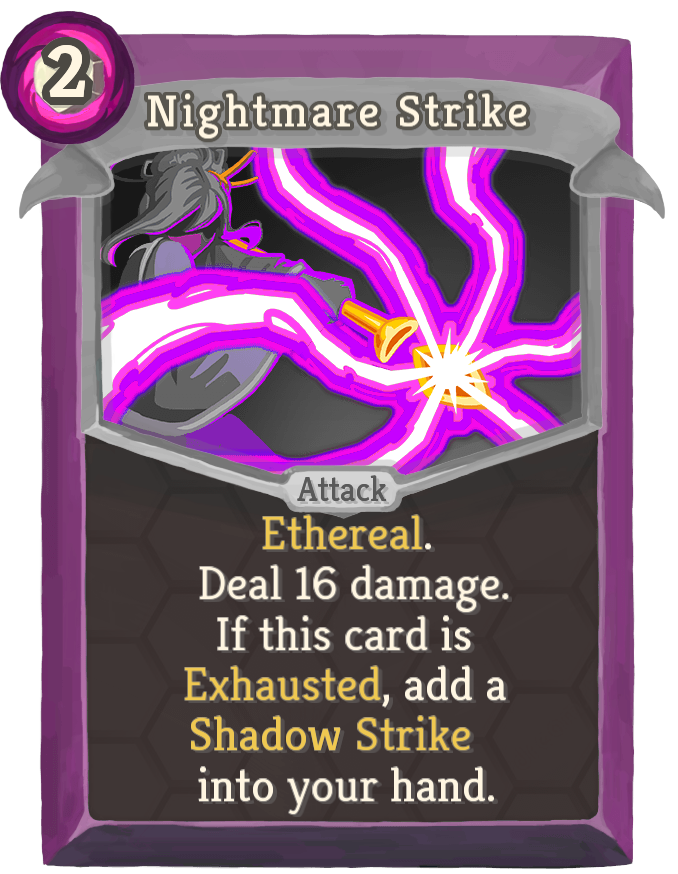 2
Nightmare Strike
Attack
Ethereal.
Deal 16 damage.
If this card is
Exhausted, add a
Shadow Strike
into your hand.